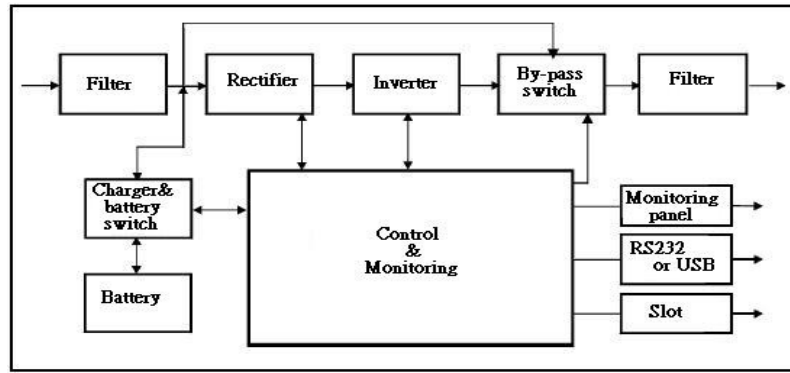 Filter
Rectifier
Inverter
By-pass
switch
Filter
Charger&
battery
switch
Control
&
Monitoring
Monitoring
panel
RS232
or USB
Battery
Slot